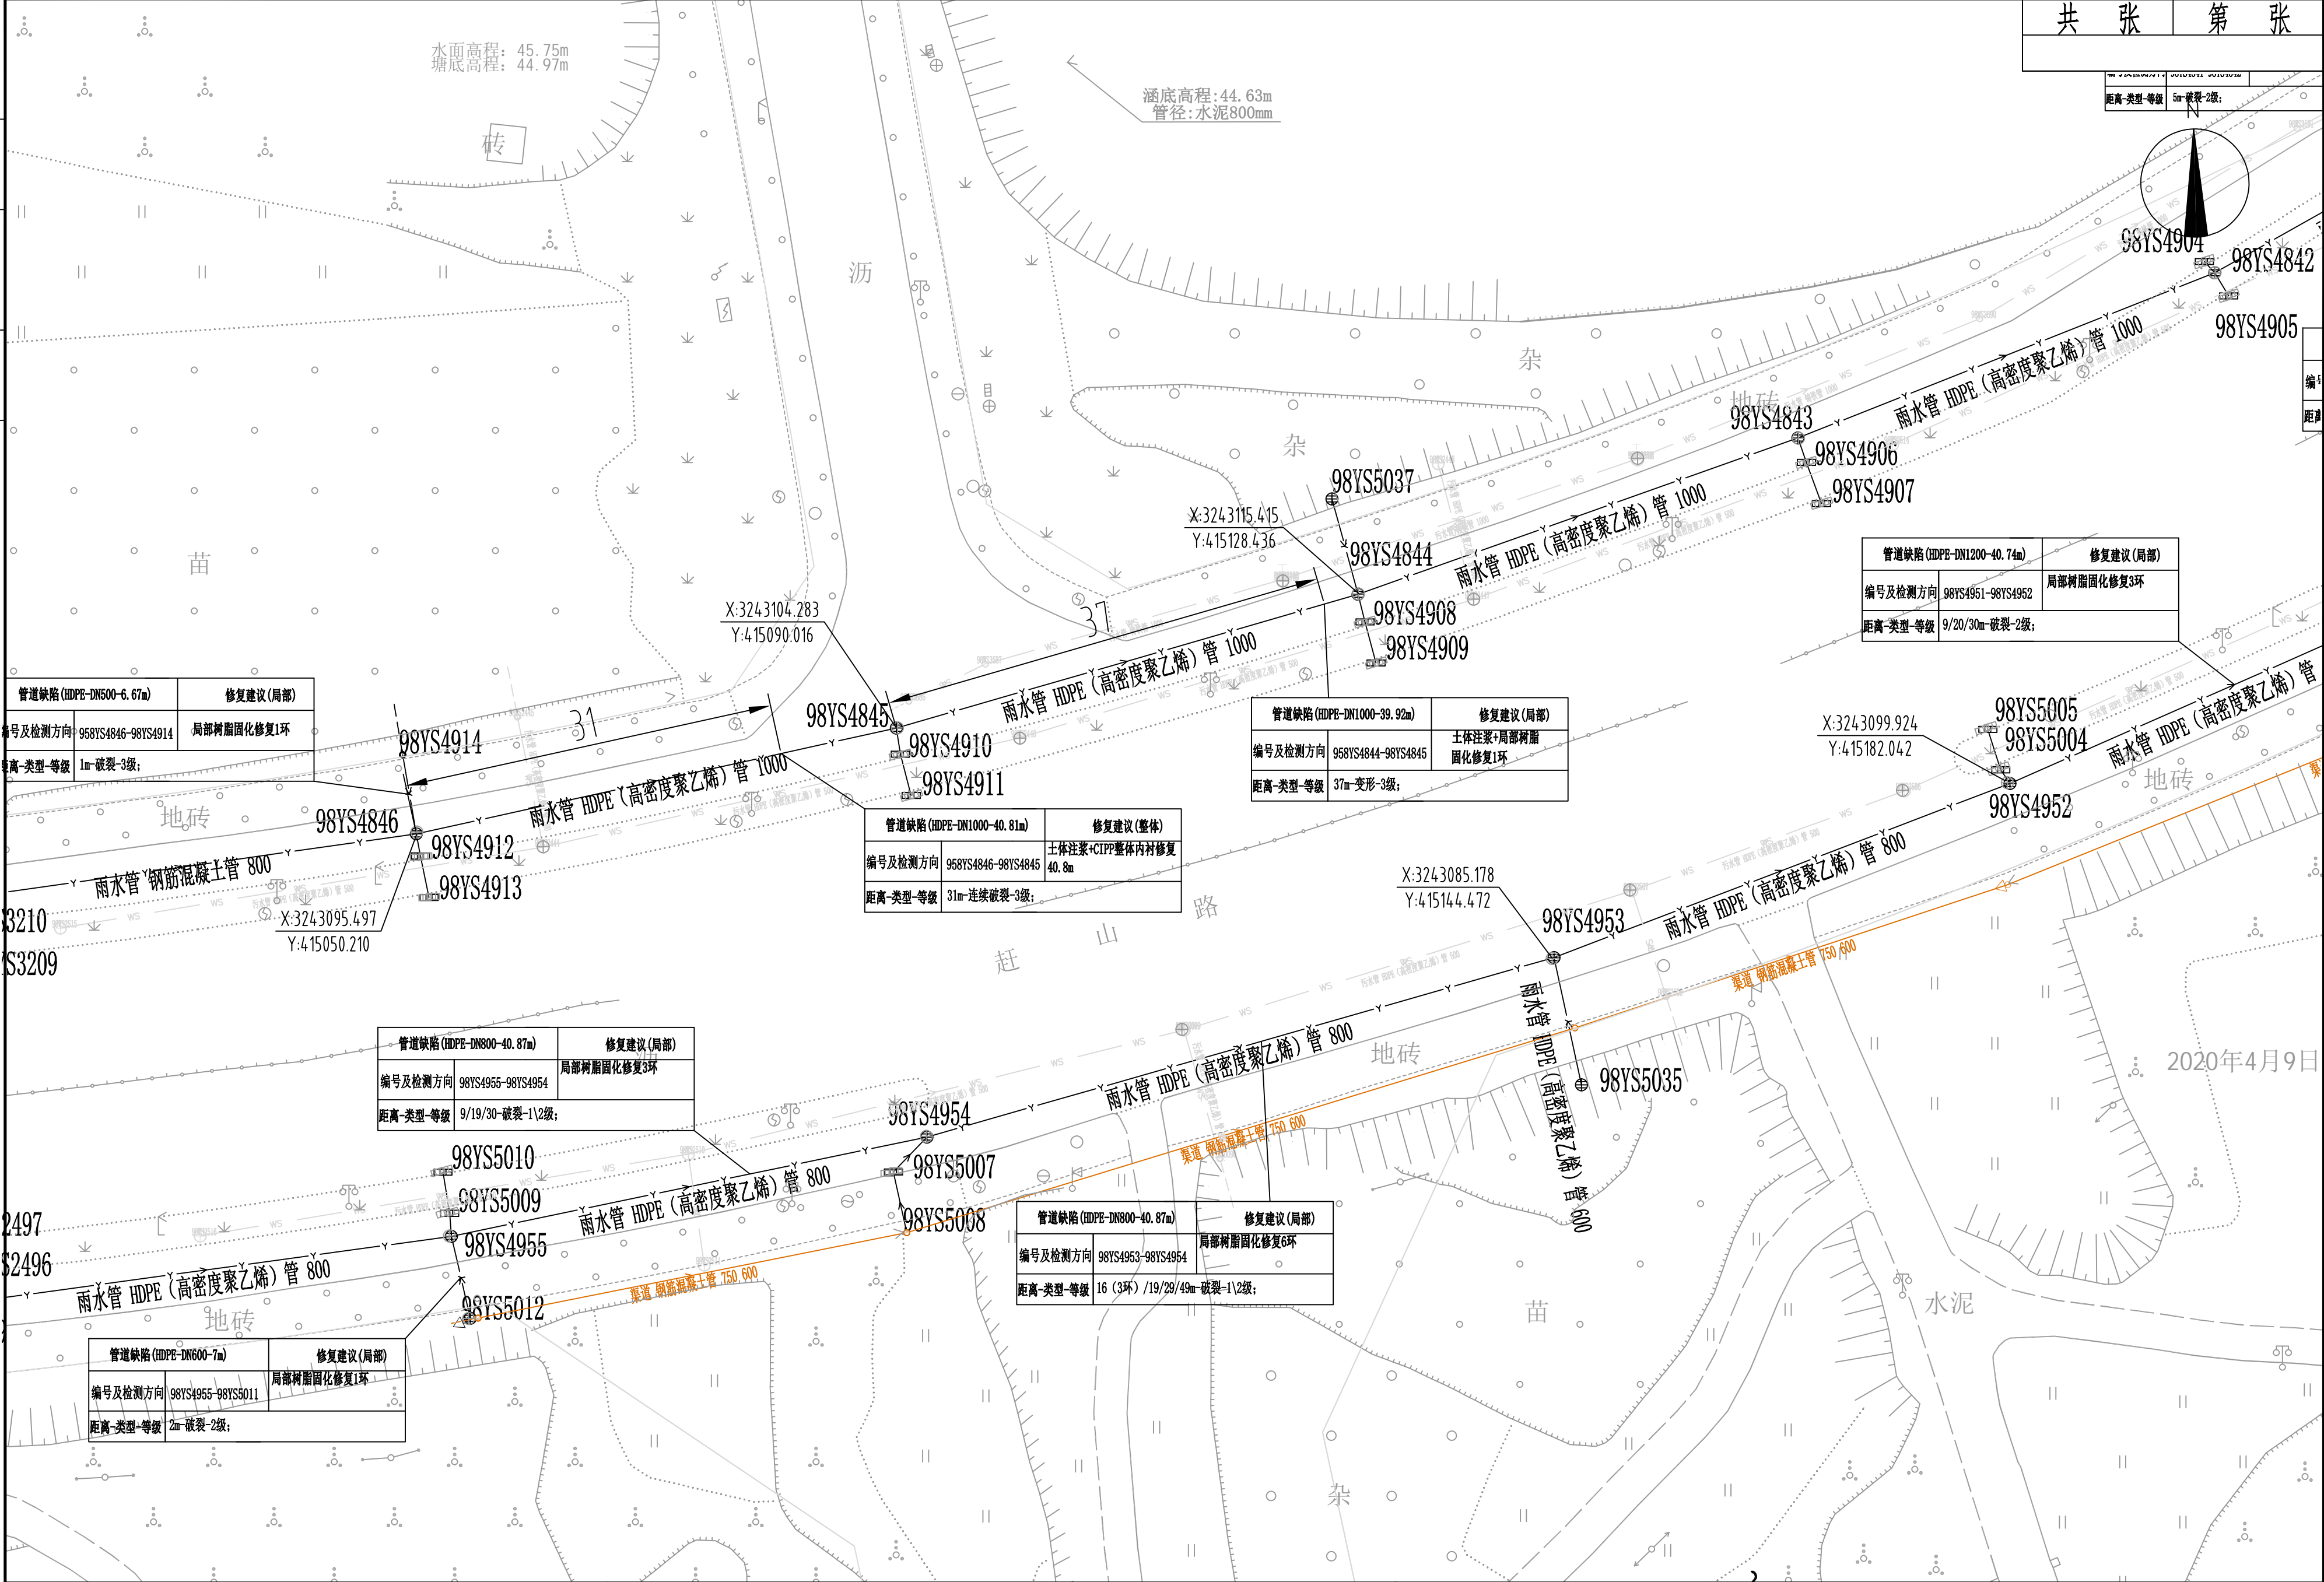 共 张 第 张
距离-类型-等级 5m-破裂-2级;
N
水面高程: 45.75m
塘底高程: 44.97m
涵底高程:44.63m
管径:水泥800mm
砖
沥
杂
杂
苗
98YS4904
98YS4842
98YS4905
雨水管 HDPE (高密度聚乙烯) 管 1000
地砖
98YS4843
98YS4906
98YS4907
98YS5037
X:3243115.415
Y:415128.436
98YS4844
雨水管 HDPE (高密度聚乙烯) 管 1000
98YS4908
98YS4909
X:3243104.283
Y:415090.016
37
雨水管 HDPE (高密度聚乙烯) 管 1000
管道缺陷(HDPE-DN1200-40.74m) 修复建议(局部)
编号及检测方向 98YS4951-98YS4952 局部树脂固化修复3环
距离-类型-等级 9/20/30m-破裂-2级;
管道缺陷(HDPE-DN500-6.67m) 修复建议(局部)
编号及检测方向 958YS4846-98YS4914 局部树脂固化修复1环
距离-类型-等级 1m-破裂-3级;
98YS4914
31
98YS4845
98YS4910
98YS4911
雨水管 HDPE (高密度聚乙烯) 管 1000
管道缺陷(HDPE-DN1000-39.92m) 修复建议(局部)
编号及检测方向 958YS4844-98YS4845 土体注浆+局部树脂
固化修复1环
距离-类型-等级 37m-变形-3级;
X:3243099.924
Y:415182.042
98YS5005
98YS5004
98YS4952
雨水管 HDPE (高密度聚乙烯) 管
地砖
地砖
98YS4846
98YS4912
98YS4913
雨水管 钢筋混凝土管 800
X:3243095.497
Y:415050.210
管道缺陷(HDPE-DN1000-40.81m) 修复建议(整体)
编号及检测方向 958YS4846-98YS4845 土体注浆+CIPP整体内衬修复
40.8m
距离-类型-等级 31m-连续破裂-3级;
3210
S3209
赶 山 路
X:3243085.178
Y:415144.472
98YS4953
雨水管 HDPE (高密度聚乙烯) 管 800
渠道 钢筋混凝土管 750 600
雨水管 HDPE (高密度聚乙烯) 管 600
98YS5035
地砖
2020年4月9日
管道缺陷(HDPE-DN800-40.87m) 修复建议(局部)
编号及检测方向 98YS4955-98YS4954 局部树脂固化修复3环
距离-类型-等级 9/19/30-破裂-1\2级;
98YS4954
雨水管 HDPE (高密度聚乙烯) 管 800
渠道 钢筋混凝土管 750 600
98YS5010
98YS5009
98YS4955
98YS5007
98YS5008
雨水管 HDPE (高密度聚乙烯) 管 800
2497
S2496
雨水管 HDPE (高密度聚乙烯) 管 800
渠道 钢筋混凝土管 750 600
98YS5012
地砖
管道缺陷(HDPE-DN800-40.87m) 修复建议(局部)
编号及检测方向 98YS4953-98YS4954 局部树脂固化修复6环
距离-类型-等级 16 (3环) /19/29/49m-破裂-1\2级;
苗
水泥
管道缺陷(HDPE-DN600-7m) 修复建议(局部)
编号及检测方向 98YS4955-98YS5011 局部树脂固化修复1环
距离-类型-等级 2m-破裂-2级;
杂